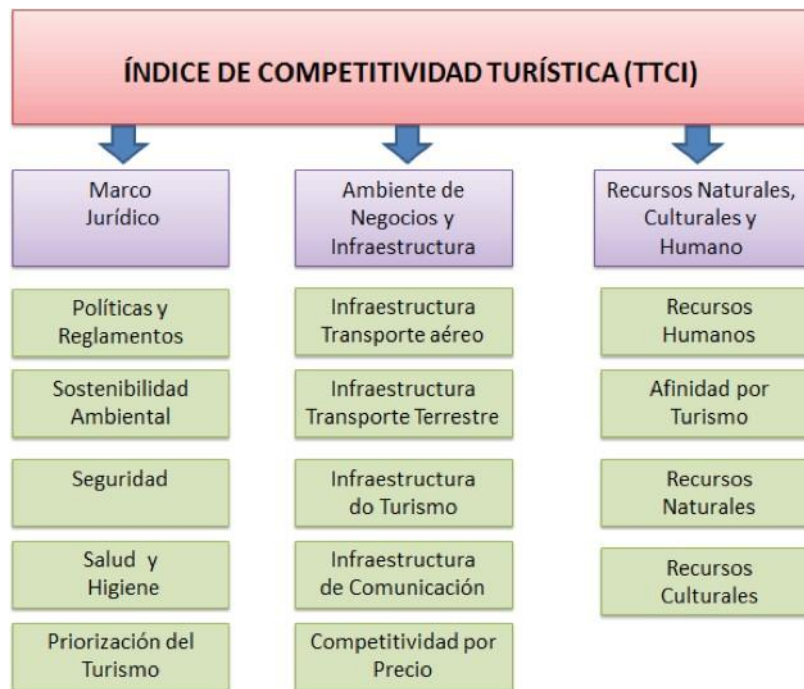 ÍNDICE DE COMPETITIVIDAD TURÍSTICA (TTCI)
Marco
Jurídico
Políticas y
Reglamentos
Sostenibilidad
Ambiental
Seguridad
Salud y
Higiene
Priorización del
Turismo
Ambiente de
Negocios y
Infraestructura
Infraestructura
Transporte aéreo
Infraestructura
Transporte Terrestre
Infraestructura
do Turismo
Infraestructura
de Comunicación
Competitividad por
Precio
Recursos Naturales,
Culturales y
Humano
Recursos
Humanos
Afinidad por
Turismo
Recursos
Naturales
Recursos
Culturales